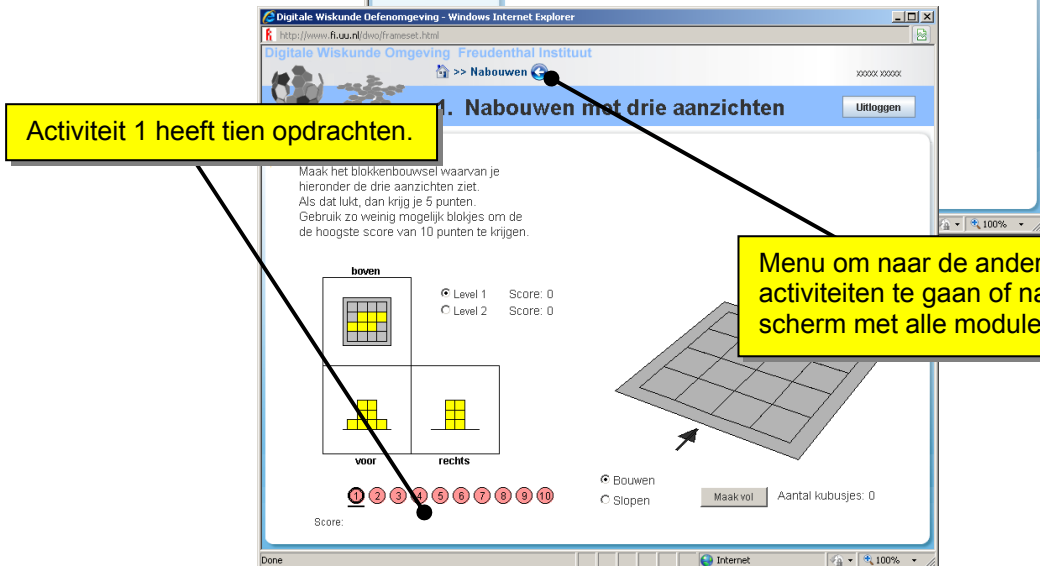 Digitale Wiskunde Oefenomgeving - Windows Internet Explorer
http://www.fi.uu.nl/dwo/frameset.html
Digitale Wiskunde Omgeving Freudenthal Instituut
>> Nabouwen
xxxxx xxxxx
1. Nabouwen met drie aanzichten
Uitloggen
Activiteit 1 heeft tien opdrachten.
Maak het blokkenbouwsel waarvan je
hieronder de drie aanzichten ziet.
Als dat lukt, dan krijg je 5 punten.
Gebruik zo weinig mogelijk blokjes om de
de hoogste score van 10 punten te krijgen.
100%
Menu om naar de ander
activiteiten te gaan of na
scherm met alle module
boven
Level 1 Score: 0
Level 2 Score: 0
voor rechts
1 2 3 4 5 6 7 8 9 10
Score:
Bouwen
Slopen
Maak vol
Aantal kubusjes: 0
Done
Internet
100%